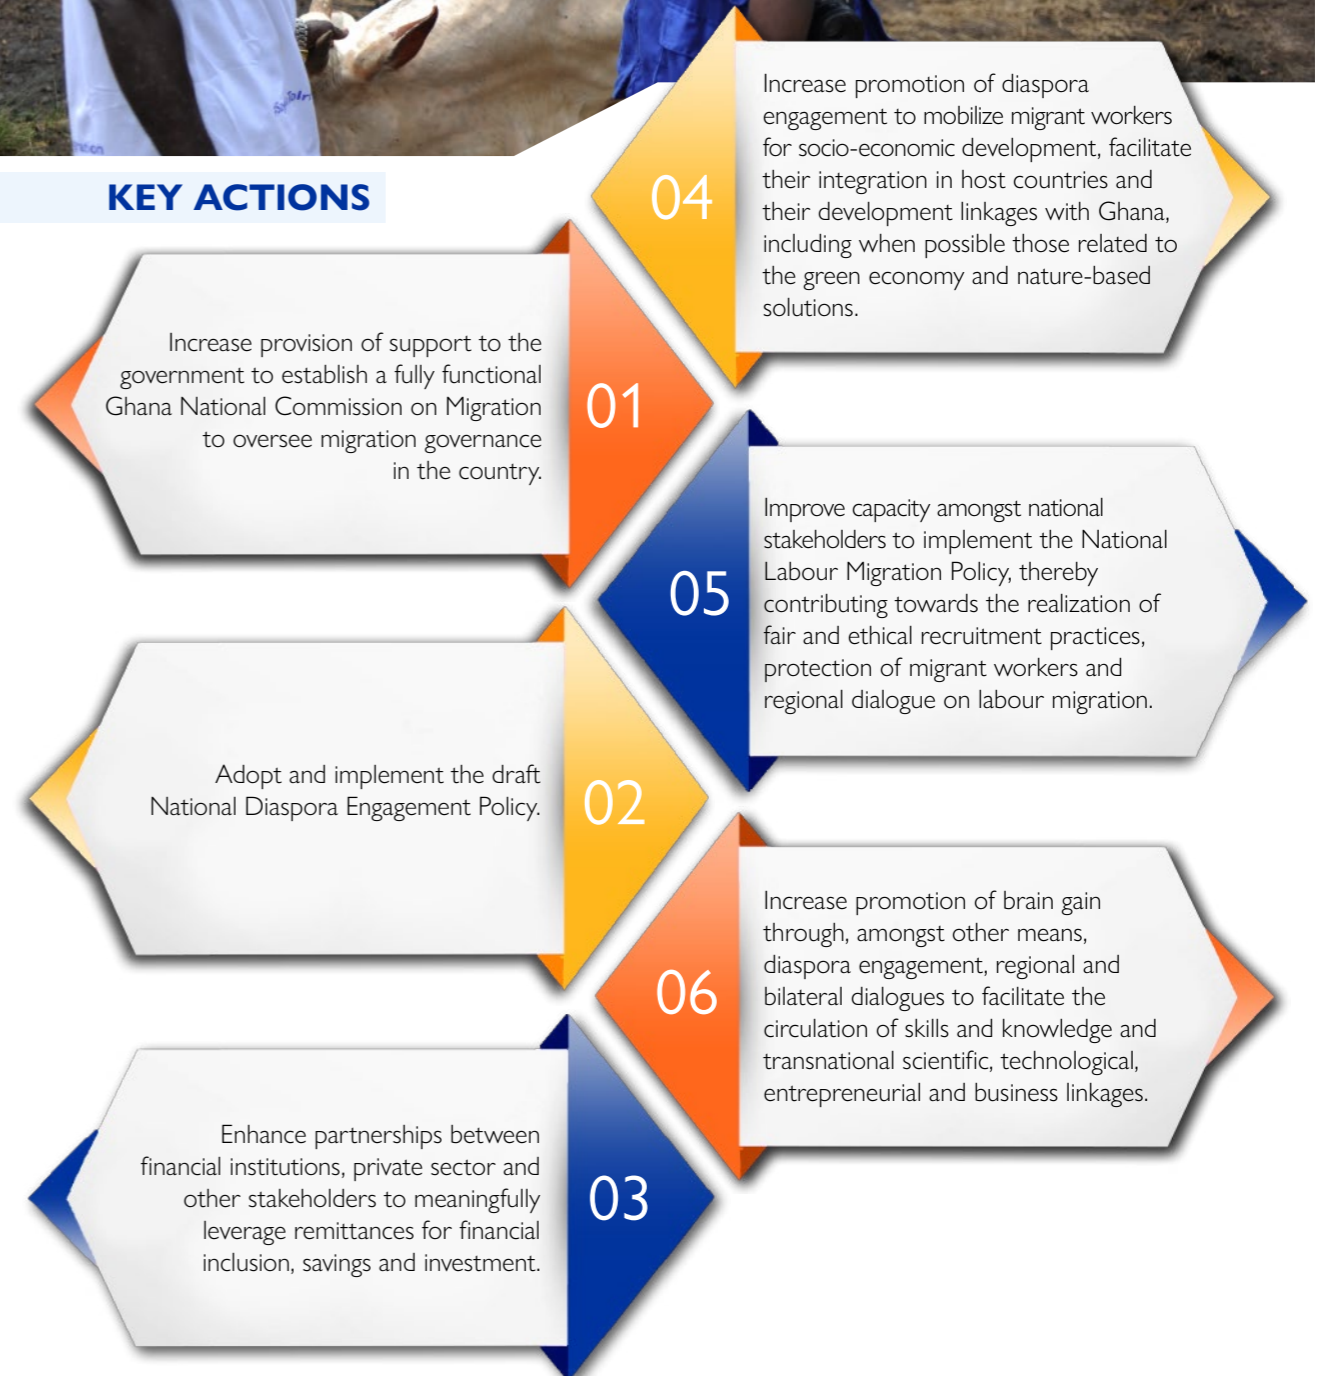 KEY ACTIONS
01
Increase provision of support to the
government to establish a fully functional
Ghana National Commission on Migration
to oversee migration governance
in the country.
02
Adopt and implement the draft
National Diaspora Engagement Policy.
03
Enhance partnerships between
financial institutions, private sector and
other stakeholders to meaningfully
leverage remittances for financial
inclusion, savings and investment.
04
Increase promotion of diaspora
engagement to mobilize migrant workers
for socio-economic development, facilitate
their integration in host countries and
their development linkages with Ghana,
including when possible those related to
the green economy and nature-based
solutions.
05
Improve capacity amongst national
stakeholders to implement the National
Labour Migration Policy, thereby
contributing towards the realization of
fair and ethical recruitment practices,
protection of migrant workers and
regional dialogue on labour migration.
06
Increase promotion of brain gain
through, amongst other means,
diaspora engagement, regional and
bilateral dialogues to facilitate the
circulation of skills and knowledge and
transnational scientific, technological,
entrepreneurial and business linkages.